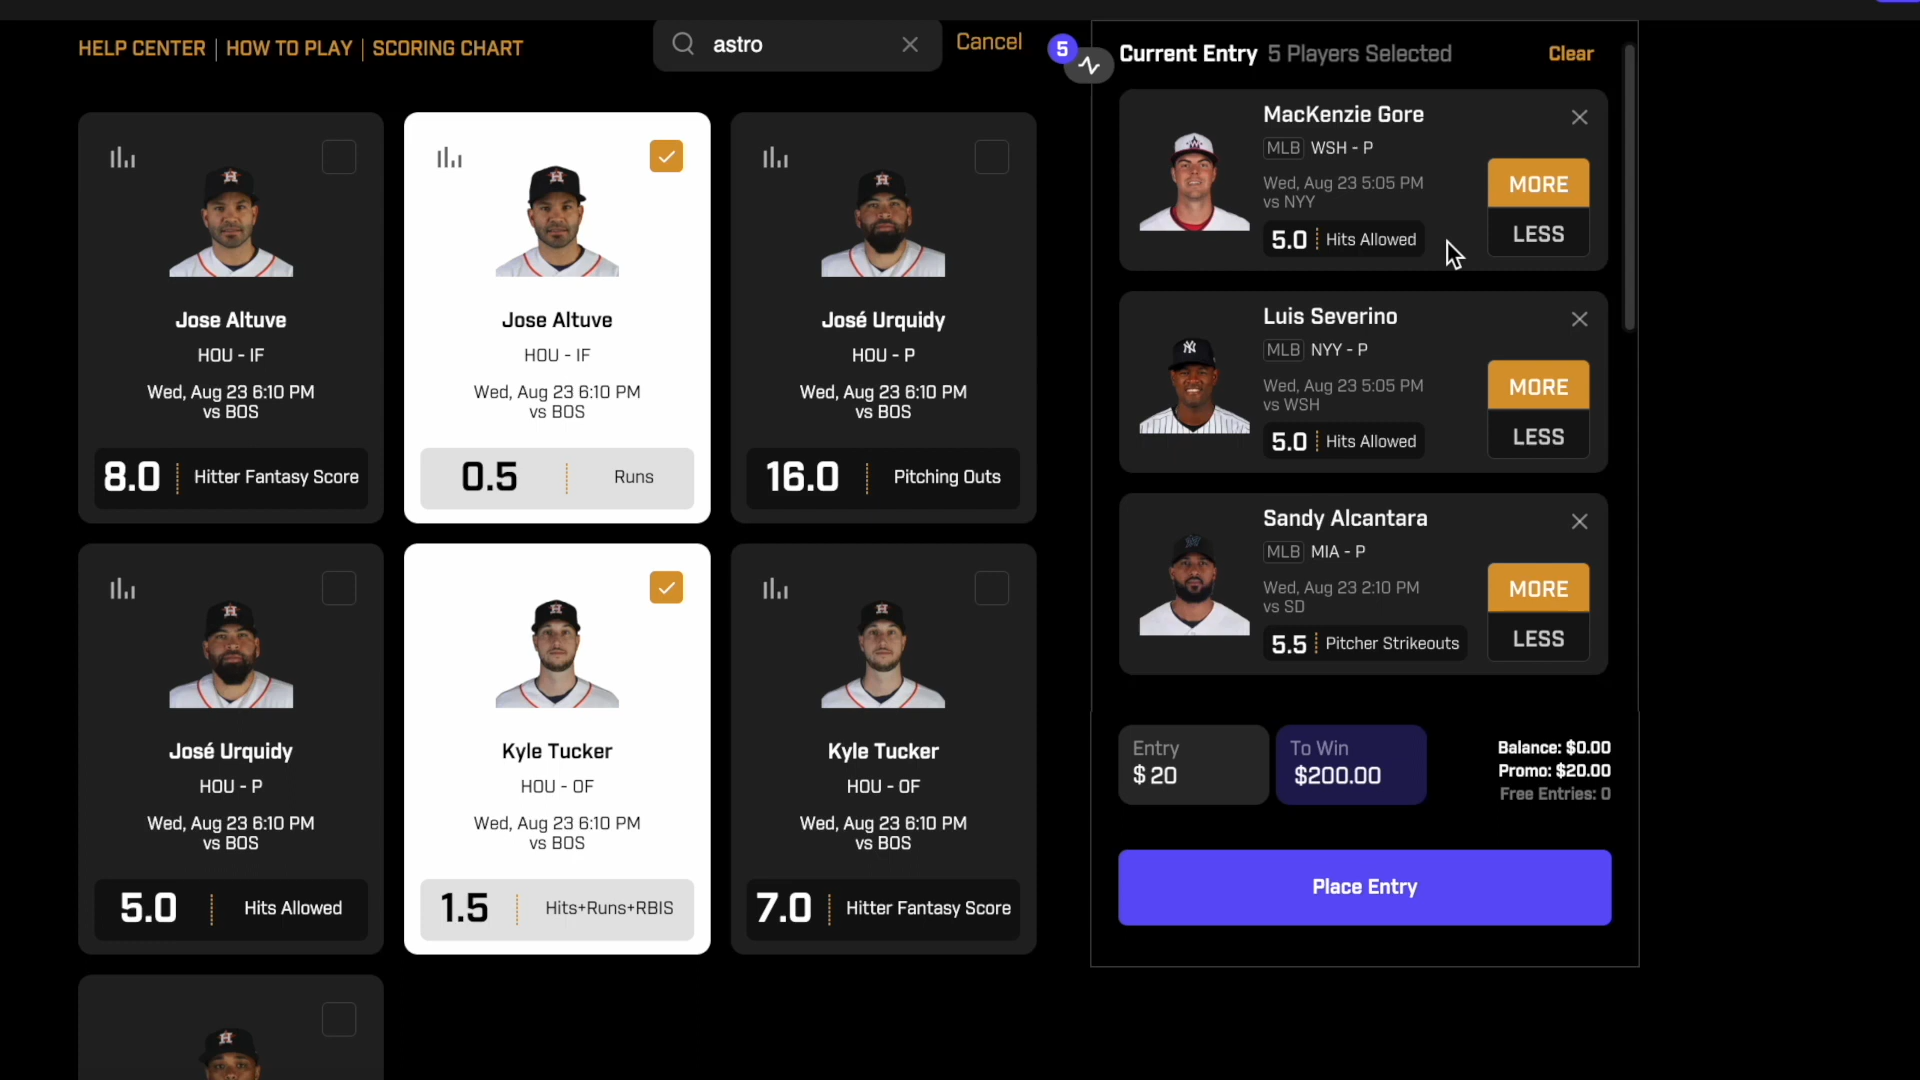 HELP CENTER | HOW TO PLAY | SCORING CHART
astro
Cancel
Jose Altuve
HOU - IF
Wed, Aug 23 6:10 PM
vs BOS
8.0 Hitter Fantasy Score
Jose Altuve
HOU - IF
Wed, Aug 23 6:10 PM
vs BOS
0.5 Runs
José Urquidy
HOU - P
Wed, Aug 23 6:10 PM
vs BOS
16.0 Pitching Outs
José Urquidy
HOU - P
Wed, Aug 23 6:10 PM
vs BOS
5.0 Hits Allowed
Kyle Tucker
HOU - OF
Wed, Aug 23 6:10 PM
vs BOS
1.5 Hits+Runs+RBIS
Kyle Tucker
HOU - OF
Wed, Aug 23 6:10 PM
vs BOS
7.0 Hitter Fantasy Score
5
Current Entry 5 Players Selected
Clear
MacKenzie Gore
MLB WSH - P
Wed, Aug 23 5:05 PM
vs NYY
5.0 Hits Allowed
MORE
LESS
Luis Severino
MLB NYY - P
Wed, Aug 23 5:05 PM
vs WSH
5.0 Hits Allowed
MORE
LESS
Sandy Alcantara
MLB MIA - P
Wed, Aug 23 2:10 PM
vs SD
5.5 Pitcher Strikeouts
MORE
LESS
Entry
$ 20
To Win
$200.00
Balance: $0.00
Promo: $20.00
Free Entries: 0
Place Entry